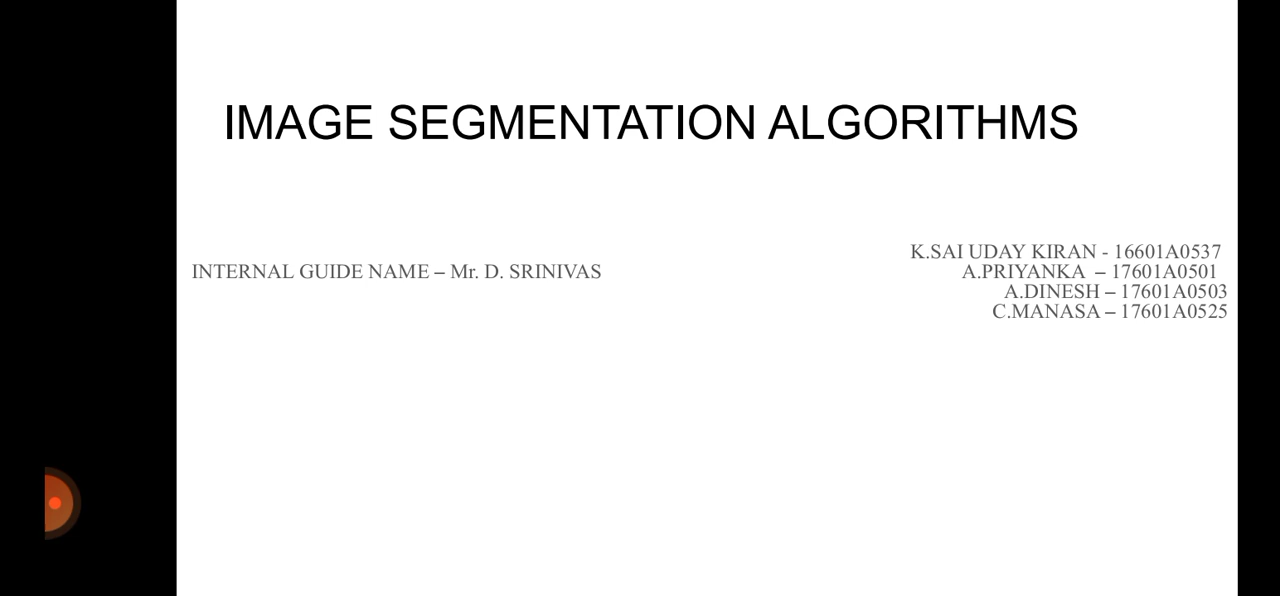 IMAGE SEGMENTATION ALGORITHMS
INTERNAL GUIDE NAME – Mr. D. SRINIVAS
K.SAI UDAY KIRAN - 16601A0537
A.PRIYANKA – 17601A0501
A.DINESH – 17601A0503
C.MANASA – 17601A0525